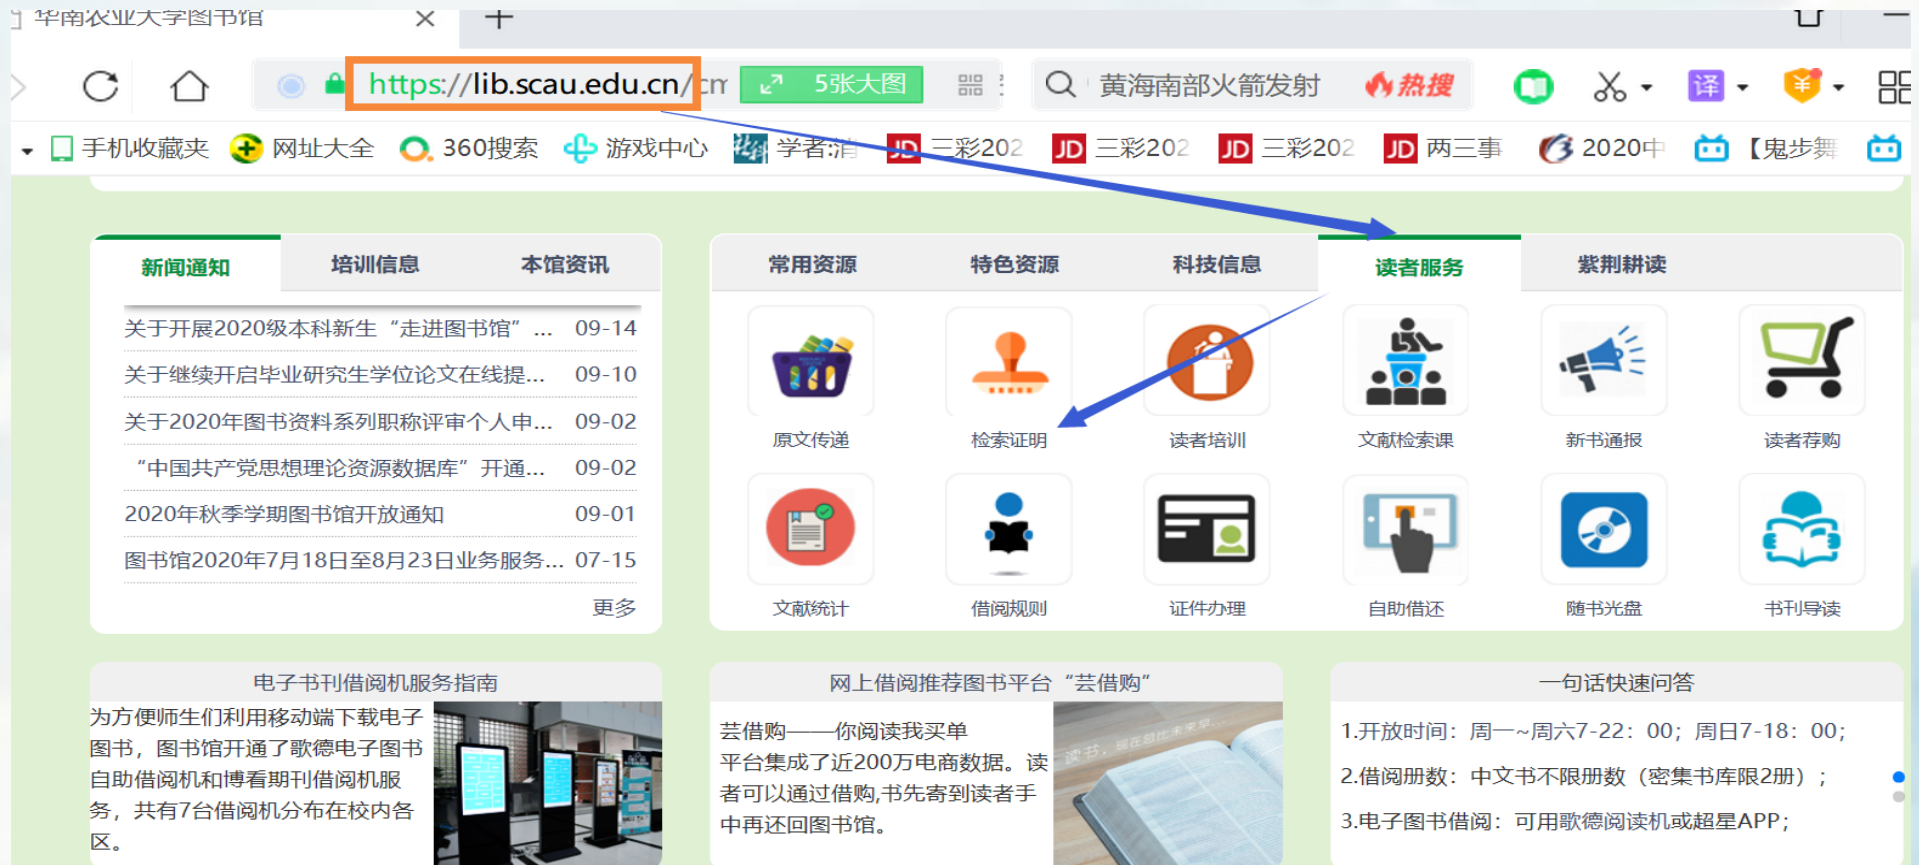 华南农业大学图书馆
https://lib.scau.edu.cn/cm
5张大图
黄海南部火箭发射
热搜
译
手机收藏夹
网址大全
360搜索
游戏中心
学者:消
JD 三彩202
JD 三彩202
JD 三彩202
JD 两三事
2020中
【鬼步舞
新闻通知
培训信息
本馆资讯
关于开展2020级本科新生“走进图书馆” ... 09-14
关于继续开启毕业研究生学位论文在线提... 09-10
关于2020年图书资料系列职称评审个人申... 09-02
“中国共产党思想理论资源数据库”开通... 09-02
2020年秋季学期图书馆开放通知 09-01
图书馆2020年7月18日至8月23日业务服务... 07-15
更多
常用资源
特色资源
科技信息
读者服务
紫荆耕读
原文传递
检索证明
读者培训
文献检索课
新书通报
读者荐购
文献统计
借阅规则
证件办理
自助借还
随书光盘
书刊导读
电子书刊借阅机服务指南
为方便师生们利用移动端下载电子
图书，图书馆开通了歌德电子图书
自助借阅机和博看期刊借阅机服
务，共有7台借阅机分布在校内各
区。
网上借阅推荐图书平台“芸借购”
芸借购——你阅读我买单
平台集成了近200万电商数据。读
者可以通过借购,书先寄到读者手
中再还回图书馆。
一句话快速问答
1.开放时间：周一~周六7-22：00；周日7-18：00；
2.借阅册数：中文书不限册数（密集书库限2册）；
3.电子图书借阅：可用歌德阅读机或超星APP；